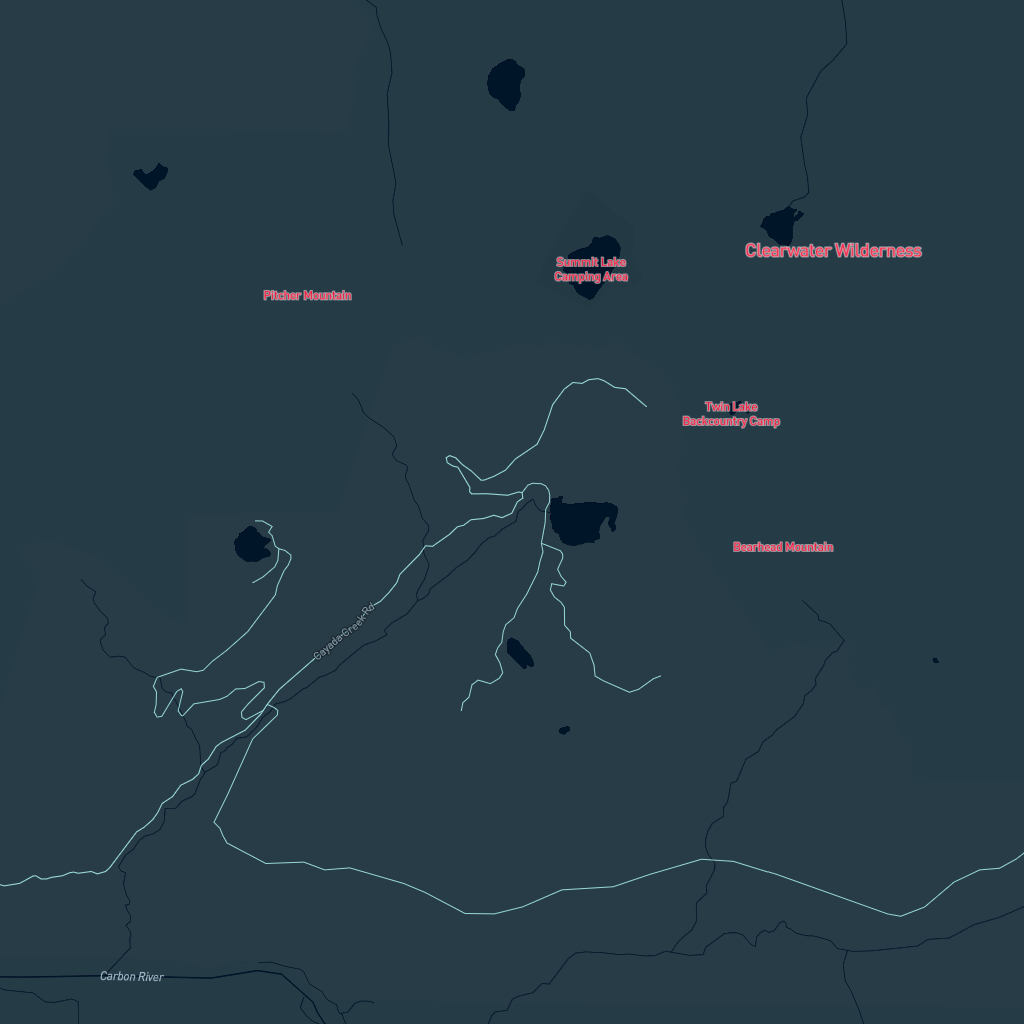 Clearwater Wilderness
Summit Lake
Camping Area
Pitcher Mountain
Twin Lake
Backcountry Camp
Bearhead Mountain
Cayada Creek Rd
Carbon River